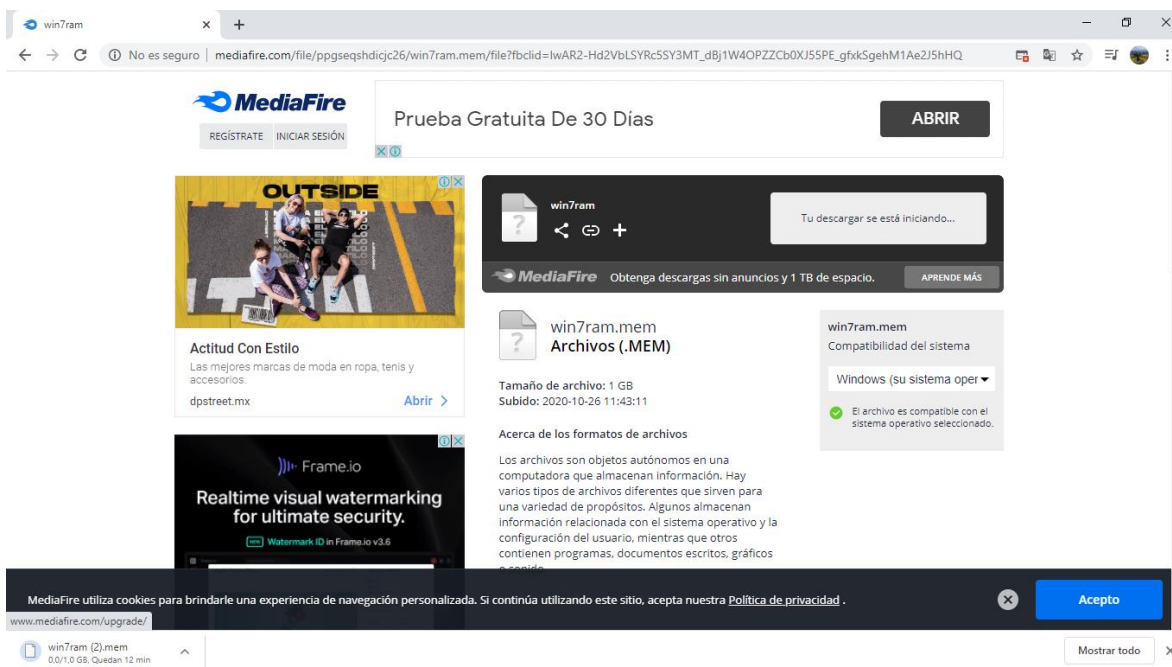 win7ram
No es seguro | mediafire.com/file/ppgseqshdicjc26/win7ram.mem/file?fbclid=IwAR2-Hd2VbLSYRc5SY3MT_dBj1W4OPZZCb0XJ55PE_gfxkSgehM1Ae2J5hHQ
MediaFire
REGÍSTRATE INICIAR SESIÓN
Prueba Gratuita De 30 Días
ABRIR
OUTSIDE
Actitud Con Estilo
Las mejores marcas de moda en ropa, tenis y
accesorios.
dpstreet.mx
Abrir
win7ram
Tu descargar se está iniciando...
MediaFire Obtenga descargas sin anuncios y 1 TB de espacio.
APRENDE MÁS
win7ram.mem
Archivos (.MEM)
Tamaño de archivo: 1 GB
Subido: 2020-10-26 11:43:11
Acerca de los formatos de archivos
Los archivos son objetos autónomos en una
computadora que almacenan información. Hay
varios tipos de archivos diferentes que sirven para
una variedad de propósitos. Algunos almacenan
información relacionada con el sistema operativo y la
configuración del usuario, mientras que otros
contienen programas, documentos escritos, gráficos
o sonido.
win7ram.mem
Compatibilidad del sistema
Windows (su sistema oper
El archivo es compatible con el
sistema operativo seleccionado.
Frame.io
Realtime visual watermarking
for ultimate security.
NEW Watermark ID in Frame.io v3.6
MediaFire utiliza cookies para brindarle una experiencia de navegación personalizada. Si continúa utilizando este sitio, acepta nuestra Política de privacidad .
Acepto
www.mediafire.com/upgrade/
win7ram (2).mem
0.0/1.0 GB, Quedan 12 min
Mostrar todo